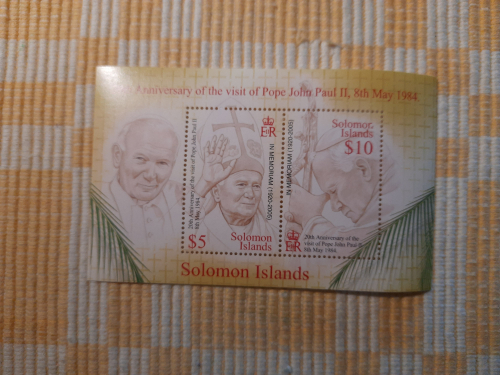 Anniversary of the visit of Pope John Paul II, 8th May 1984
20th Anniversary of the visit of Pope John Paul II
8th May, 1984.
$5
Solomon
Islands
IN MEMORIAM (1920-2005)
EIIR
IN MEMORIAM (1920-2005)
Solomon
Islands
$10
EIIR
20th Anniversary of the
visit of Pope John Paul II
8th May 1984.
Solomon Islands